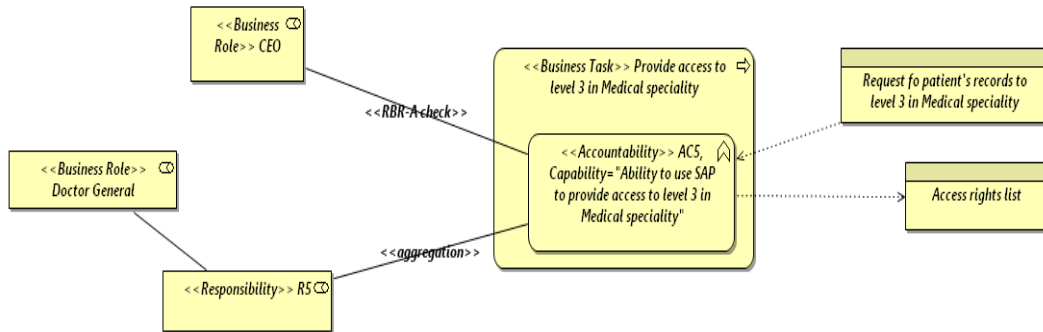 <<Business
Role>> CEO
<<Business Task>> Provide access to
level 3 in Medical speciality
Request fo patient's records to
level 3 in Medical speciality
<<RBR-A check>>
<<Accountability>> AC5,
Capability="Ability to use SAP
to provide access to level 3 in
Medical speciality"
<<Business Role>>
Doctor General
Access rights list
<<aggregation>>
<<Responsibility>> R5